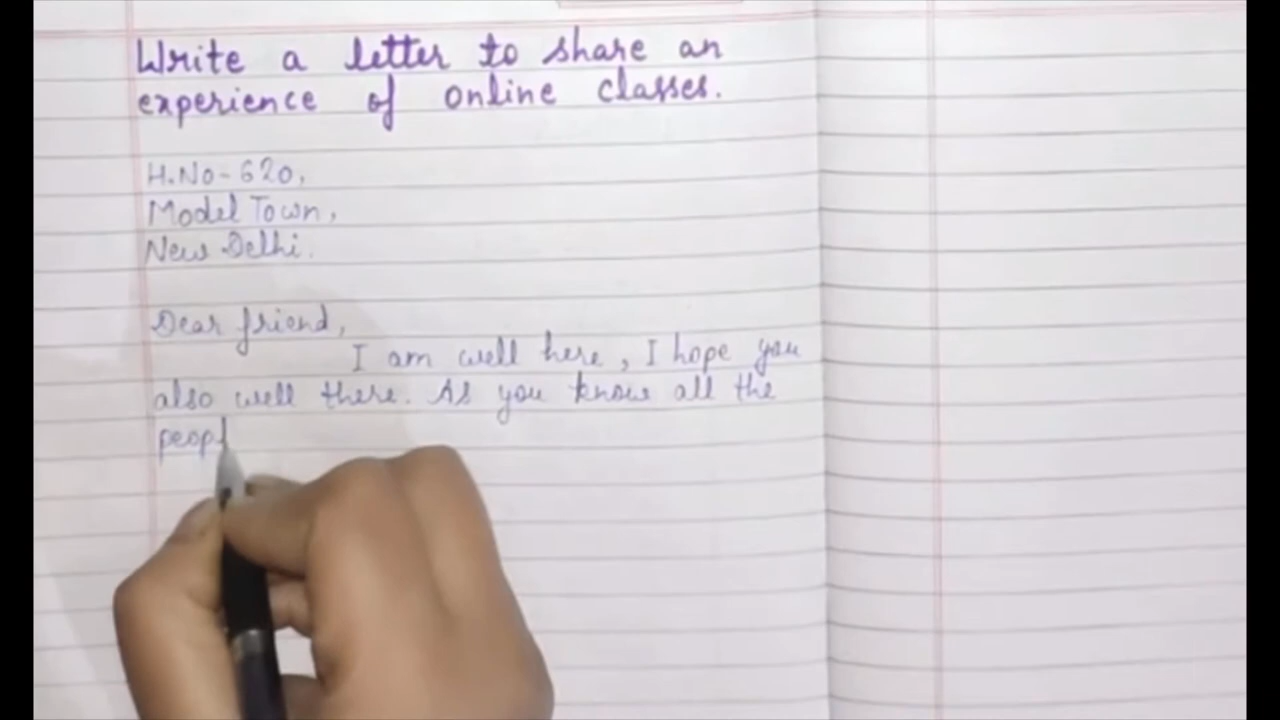 Write a letter to share an
experience of online classes.
H.No-620,
Model Town,
New Delhi.
Dear friend,
I am well here, I hope you
also well there. As you know all the
peopl